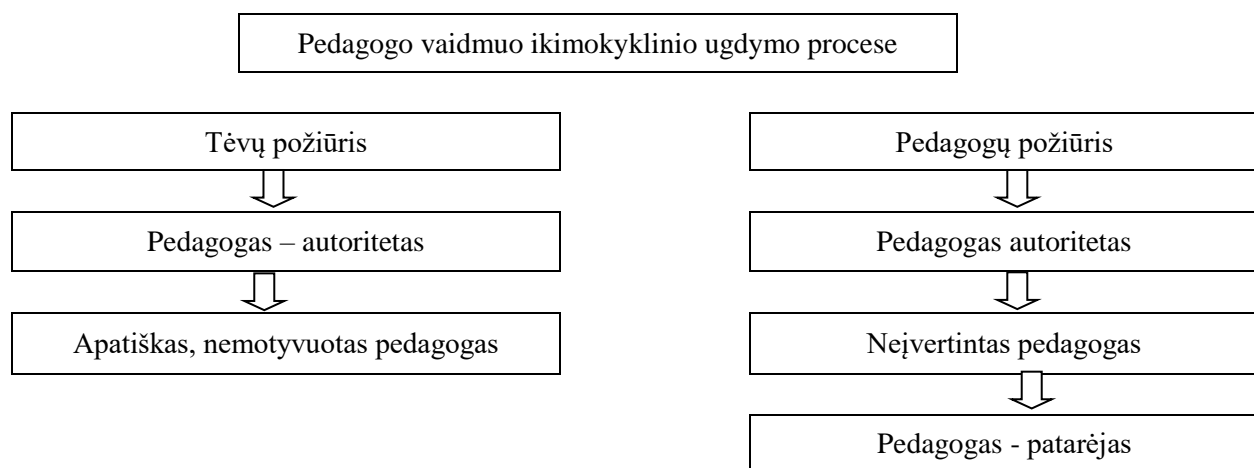 Pedagogo vaidmuo ikimokyklinio ugdymo procese
Tėvų požiūris
Pedagogas – autoritetas
Apatiškas, nemotyvuotas pedagogas
Pedagogų požiūris
Pedagogas autoritetas
Neįvertintas pedagogas
Pedagogas - patarėjas